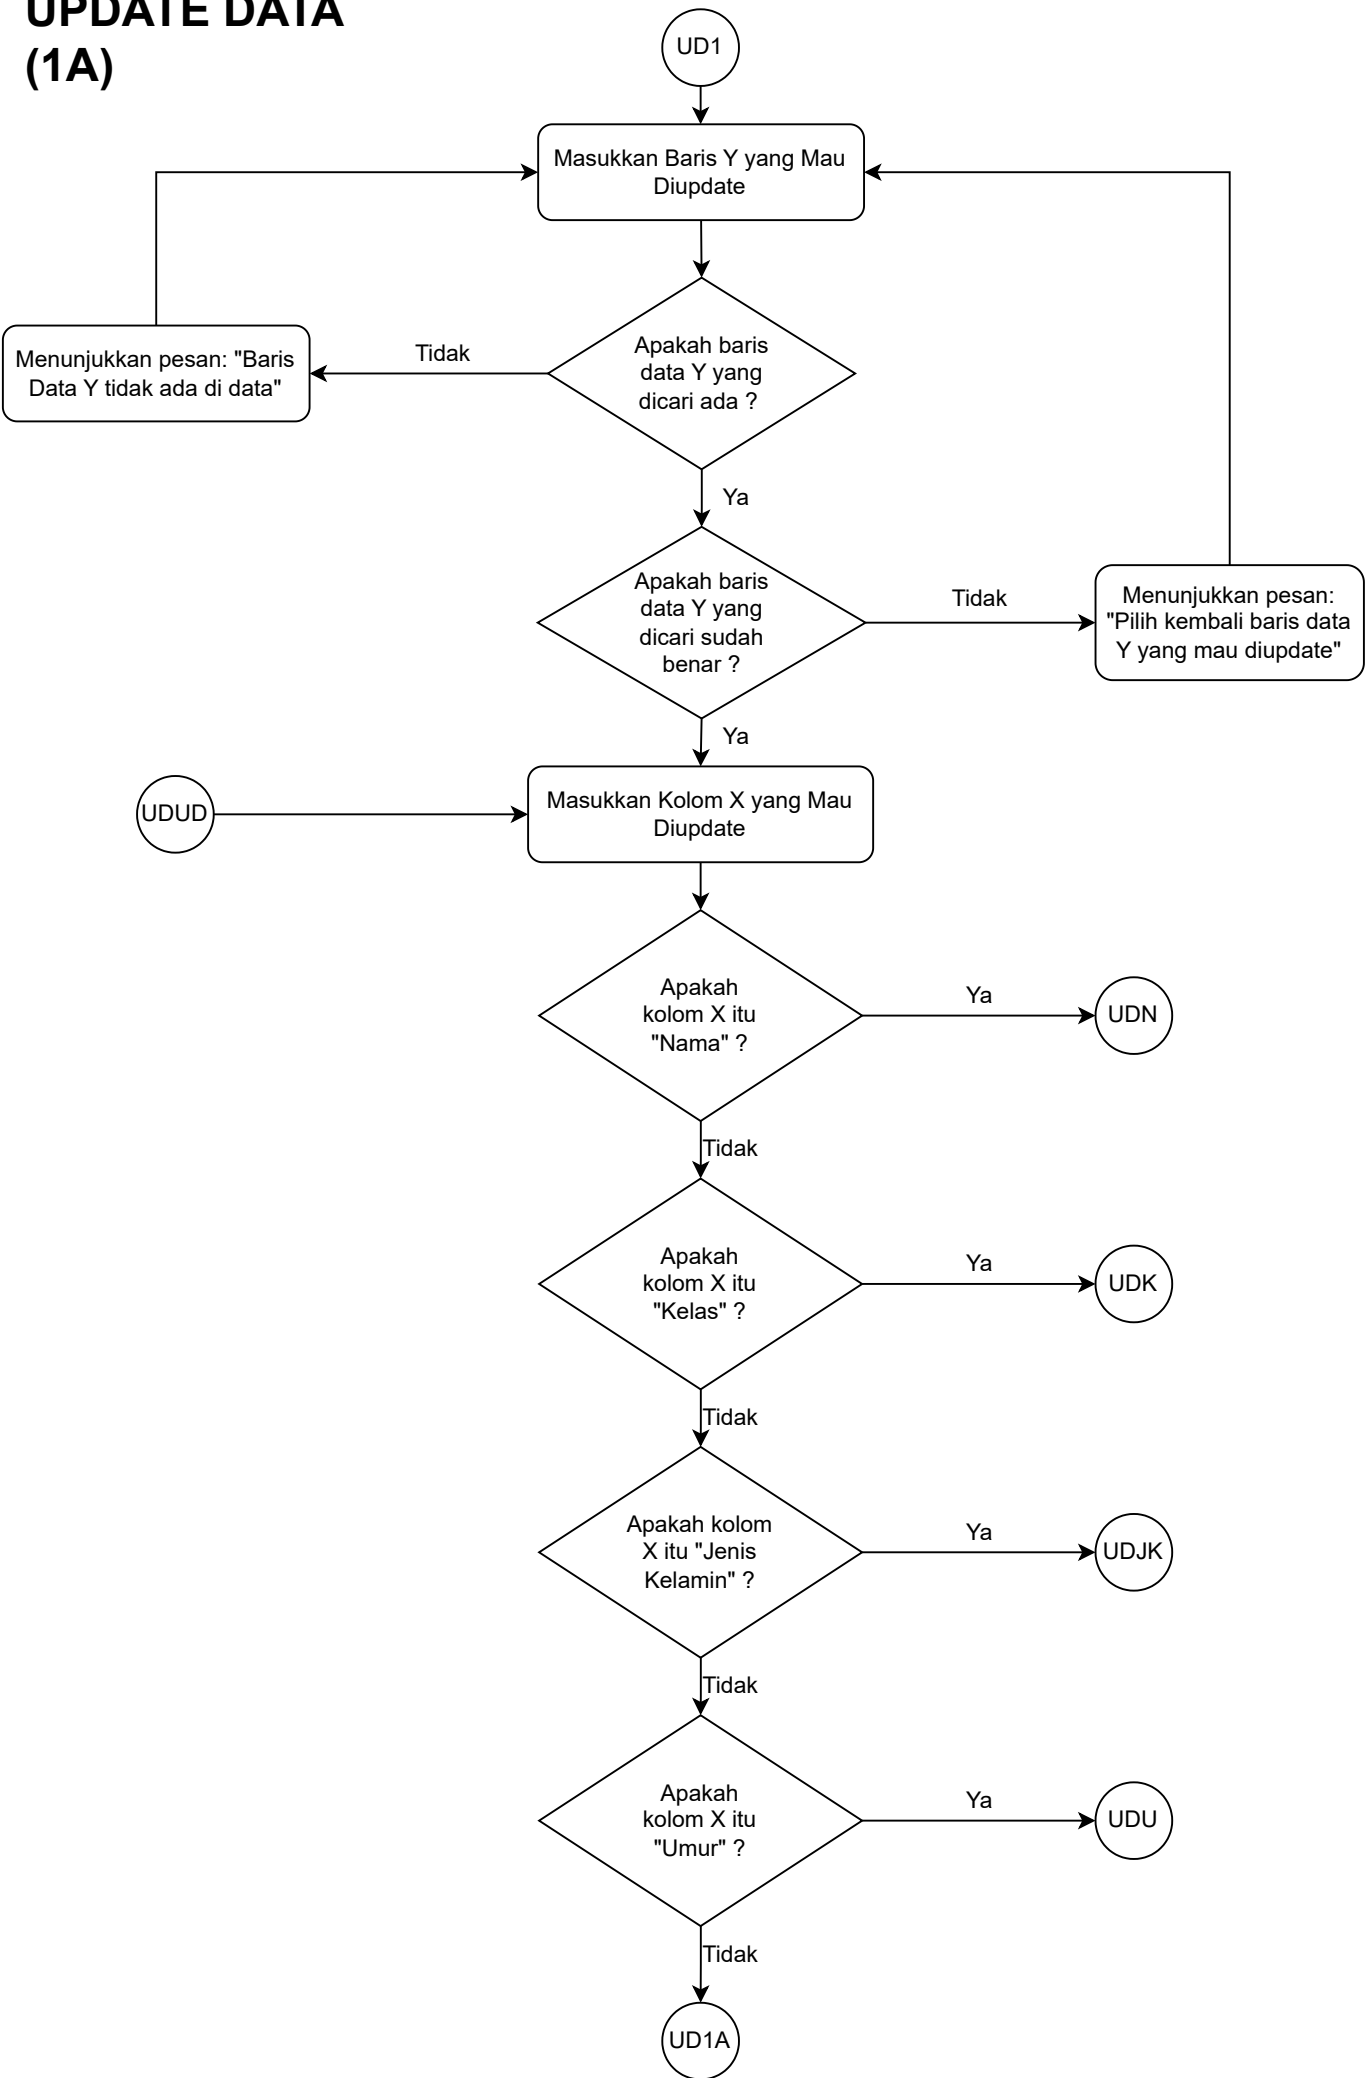 UPDATE DATA
(1A)
UD1
Masukkan Baris Y yang Mau
Diupdate
Apakah baris
data Y yang
dicari ada ?
Tidak
Menunjukkan pesan: "Baris
Data Y tidak ada di data"
Ya
Apakah baris
data Y yang
dicari sudah
benar ?
Tidak
Menunjukkan pesan:
"Pilih kembali baris data
Y yang mau diupdate"
Ya
UDUD
Masukkan Kolom X yang Mau
Diupdate
Apakah
kolom X itu
"Nama" ?
Ya
UDN
Tidak
Apakah
kolom X itu
"Kelas" ?
Ya
UDK
Tidak
Apakah kolom
X itu "Jenis
Kelamin" ?
Ya
UDJK
Tidak
Apakah
kolom X itu
"Umur" ?
Ya
UDU
Tidak
UD1A